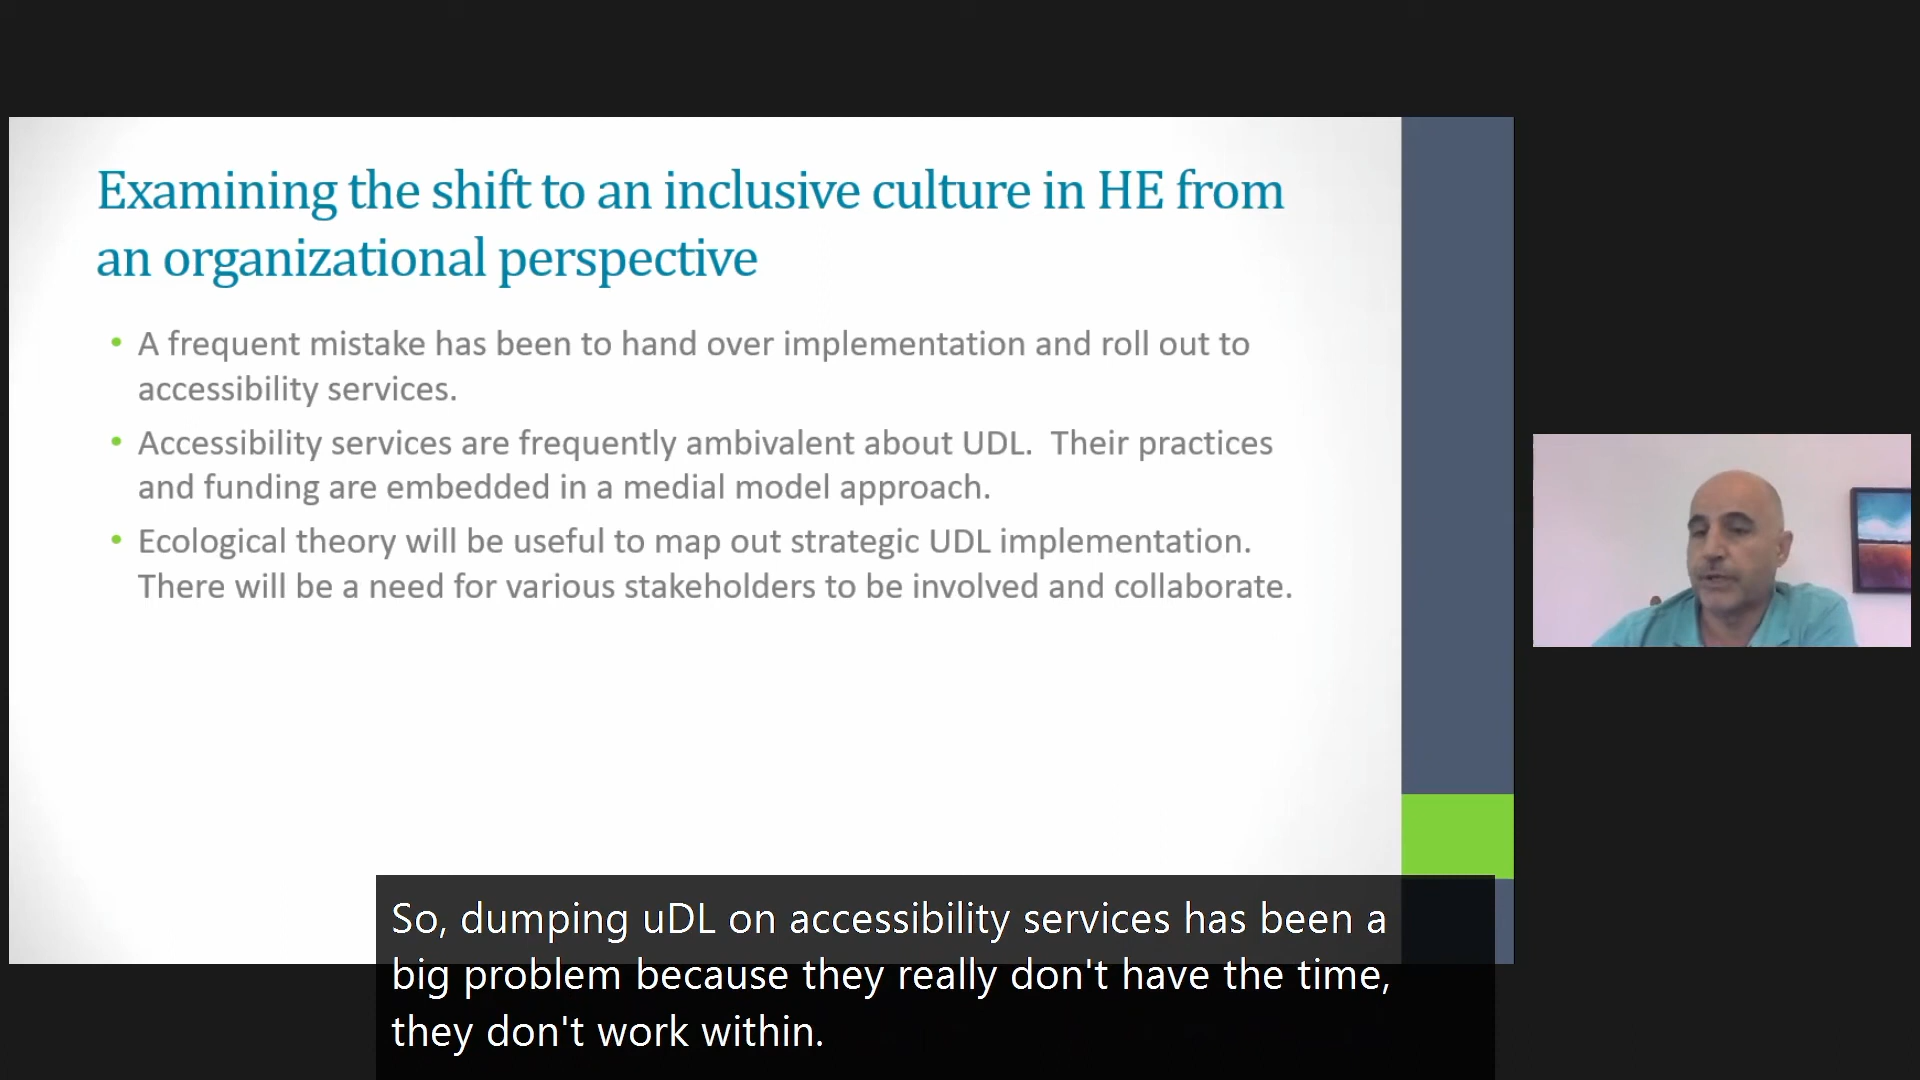 Examining the shift to an inclusive culture in HE from
an organizational perspective
• A frequent mistake has been to hand over implementation and roll out to
accessibility services.
• Accessibility services are frequently ambivalent about UDL.  Their practices
and funding are embedded in a medial model approach.
• Ecological theory will be useful to map out strategic UDL implementation.
There will be a need for various stakeholders to be involved and collaborate.
So, dumping uDL on accessibility services has been a
big problem because they really don't have the time,
they don't work within.